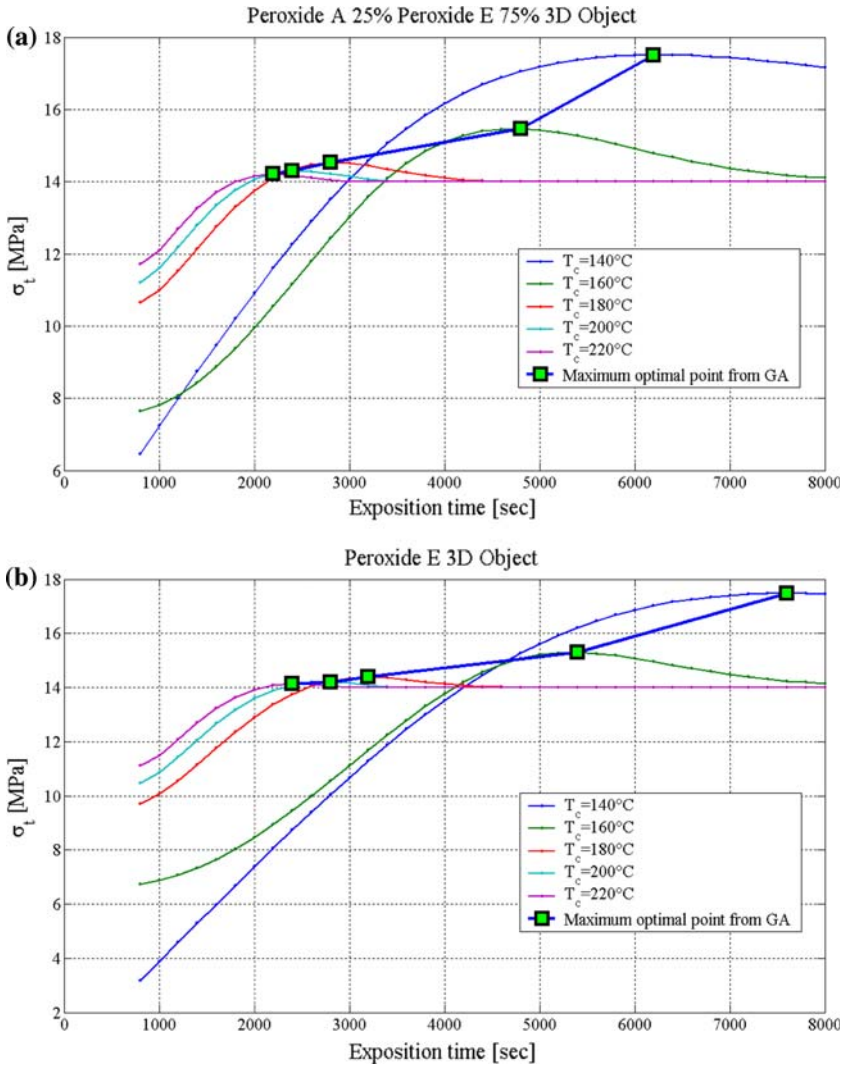 Peroxide A 25% Peroxide E 75% 3D Object
(a)
18
16
14
12
10
8
6
σt [MPa]
0 1000 2000 3000 4000 5000 6000 7000 8000
Exposition time [sec]
Tc=140°C
Tc=160°C
Tc=180°C
Tc=200°C
Tc=220°C
Maximum optimal point from GA
Peroxide E 3D Object
(b)
18
16
14
12
10
8
6
4
2
σt [MPa]
0 1000 2000 3000 4000 5000 6000 7000 8000
Exposition time [sec]
Tc=140°C
Tc=160°C
Tc=180°C
Tc=200°C
Tc=220°C
Maximum optimal point from GA